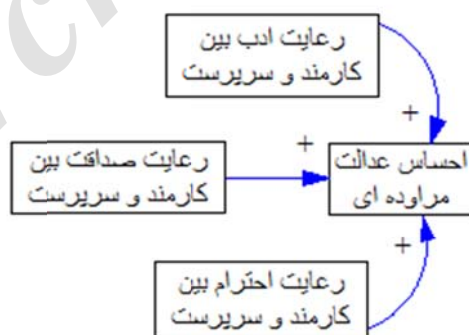 رعایت ادب بین
کارمند و سرپرست
+
رعایت صداقت بین
کارمند و سرپرست
+
احساس عدالت
مراوده ای
+
رعایت احترام بین
کارمند و سرپرست